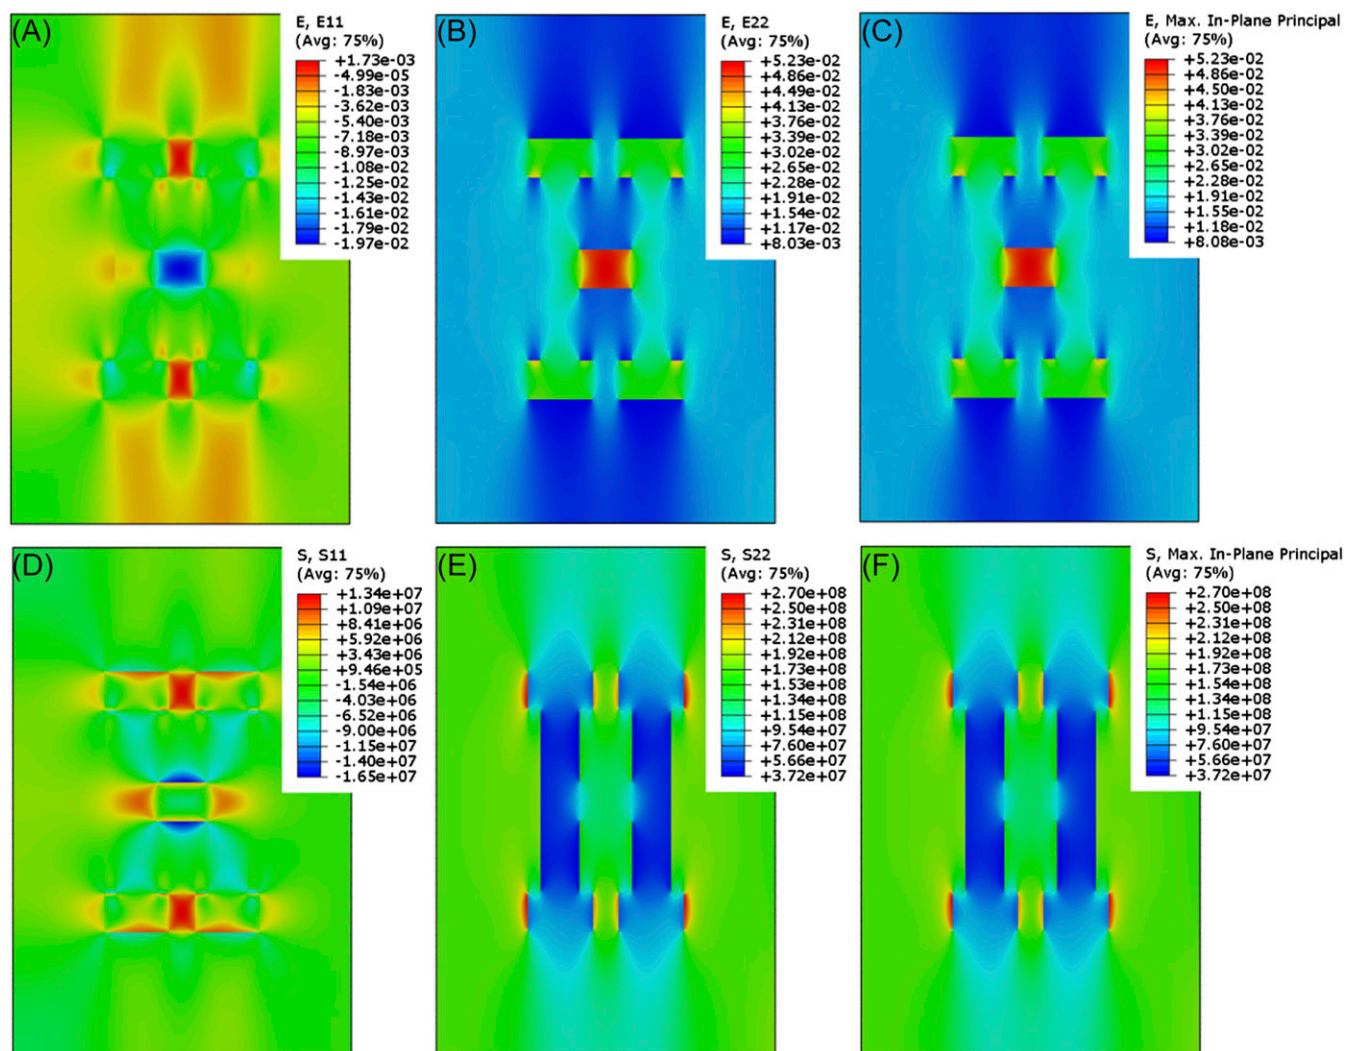 (A)
E, E11
(Avg: 75%)
+1.73e-03
-4.99e-05
-1.83e-03
-3.62e-03
-5.40e-03
-7.18e-03
-8.97e-03
-1.08e-02
-1.25e-02
-1.43e-02
-1.61e-02
-1.79e-02
-1.97e-02
(B)
E, E22
(Avg: 75%)
+5.23e-02
+4.86e-02
+4.49e-02
+4.13e-02
+3.76e-02
+3.39e-02
+3.02e-02
+2.65e-02
+2.28e-02
+1.91e-02
+1.54e-02
+1.17e-02
+8.03e-03
(C)
E, Max. In-Plane Principal
(Avg: 75%)
+5.23e-02
+4.86e-02
+4.50e-02
+4.13e-02
+3.76e-02
+3.39e-02
+3.02e-02
+2.65e-02
+2.28e-02
+1.91e-02
+1.55e-02
+1.18e-02
+8.08e-03
(D)
S, S11
(Avg: 75%)
+1.34e+07
+1.09e+07
+8.41e+06
+5.92e+06
+3.43e+06
+9.46e+05
-1.54e+06
-4.03e+06
-6.52e+06
-9.00e+06
-1.15e+07
-1.40e+07
-1.65e+07
(E)
S, S22
(Avg: 75%)
+2.70e+08
+2.50e+08
+2.31e+08
+2.12e+08
+1.92e+08
+1.73e+08
+1.53e+08
+1.34e+08
+1.15e+08
+9.54e+07
+7.60e+07
+5.66e+07
+3.72e+07
(F)
S, Max. In-Plane Principal
(Avg: 75%)
+2.70e+08
+2.50e+08
+2.31e+08
+2.12e+08
+1.92e+08
+1.73e+08
+1.54e+08
+1.34e+08
+1.15e+08
+9.54e+07
+7.60e+07
+5.66e+07
+3.72e+07